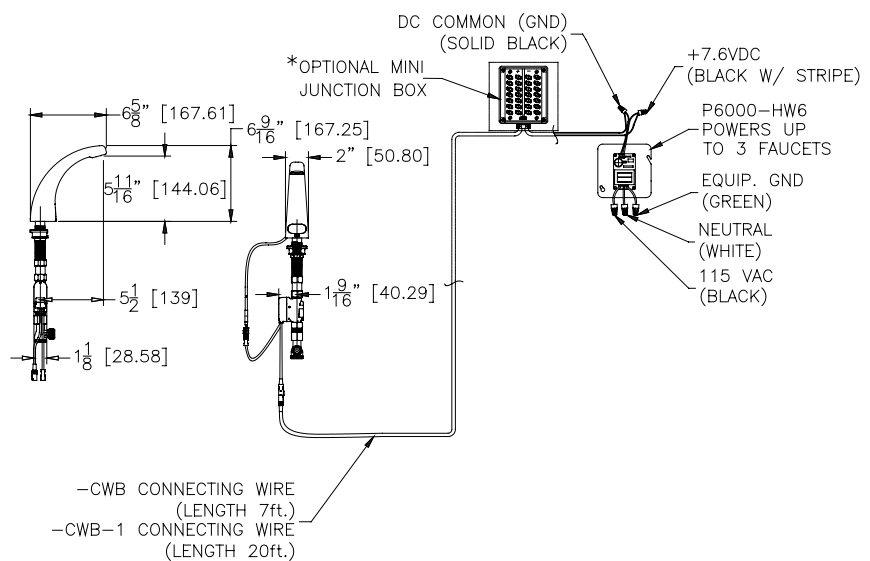 DC COMMON (GND)
(SOLID BLACK)
+7.6VDC
(BLACK W/ STRIPE)
*OPTIONAL MINI
JUNCTION BOX
P6000-HW6
POWERS UP
TO 3 FAUCETS
EQUIP. GND
(GREEN)
NEUTRAL
(WHITE)
115 VAC
(BLACK)
6 5/8" [167.61]
6 9/16" [167.25]
2" [50.80]
5 11/16" [144.06]
5 1/2 [139]
1 9/16" [40.29]
1 1/8 [28.58]
-CWB CONNECTING WIRE
(LENGTH 7ft.)
-CWB-1 CONNECTING WIRE
(LENGTH 20ft.)